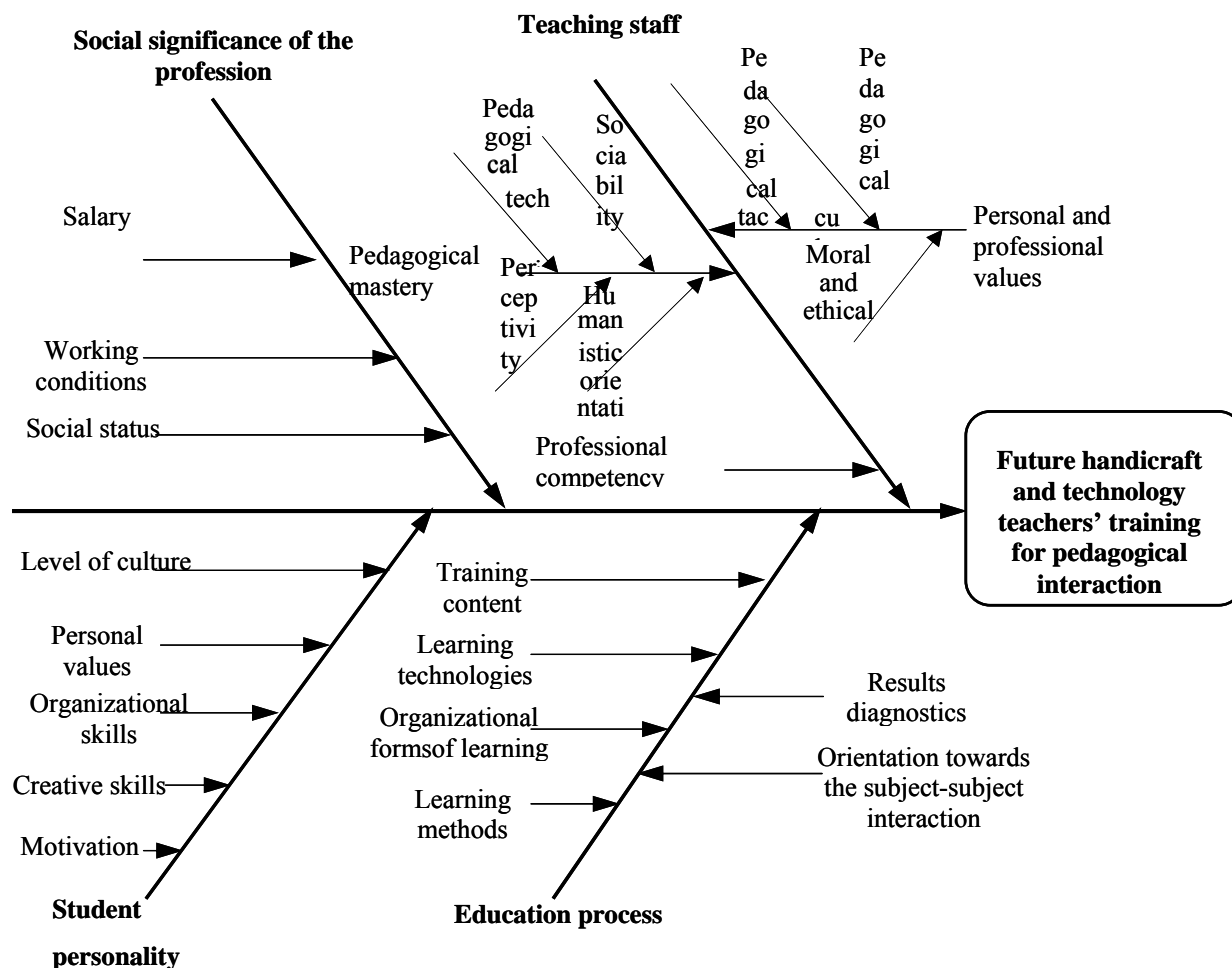 Social significance of the
profession
Teaching staff
Peda
gogi
cal
tech
So
cia
bil
ity
Pe
da
go
gi
cal
tac
Pe
da
go
gi
cal
cu
Salary
Pedagogical
mastery
Per
cep
tivi
ty
Hu
man
istic
orie
ntati
Moral
and
ethical
Personal and
professional
values
Working
conditions
Social status
Professional
competency
Future handicraft
and technology
teachers’ training
for pedagogical
interaction
Level of culture
Personal
values
Organizational
skills
Creative skills
Motivation
Student
personality
Training
content
Learning
technologies
Organizational
formsof learning
Learning
methods
Results
diagnostics
Orientation towards
the subject-subject
interaction
Education process